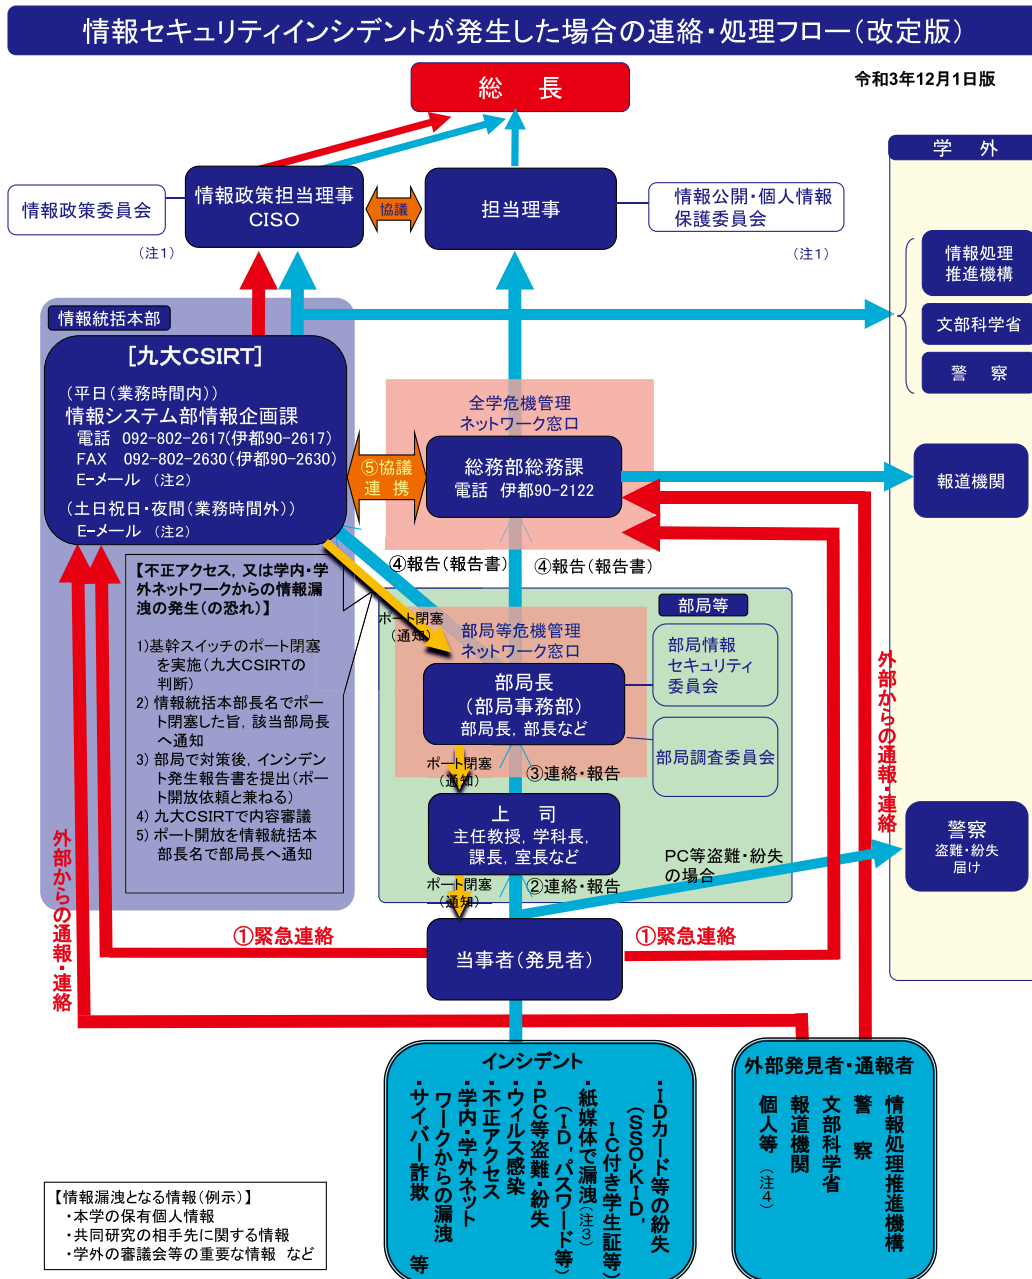 情報セキュリティインシデントが発生した場合の連絡・処理フロー（改定版）
令和3年12月1日版
総　長
学　外
情報政策委員会
（注１）
情報政策担当理事
CISO
協議
担当理事
情報公開・個人情報
保護委員会
（注１）
情報処理
推進機構
文部科学省
警　察
報道機関
情報統括本部
［九大CSIRT］
（平日（業務時間内））
情報システム部情報企画課
電話　092-802-2617（伊都90-2617）
FAX　092-802-2630（伊都90-2630）
E-メール　（注２）
（土日祝日・夜間（業務時間外））
E-メール　（注２）
⑤協議
連　携
全学危機管理
ネットワーク窓口
総務部総務課
電話　伊都90-2122
④報告（報告書）
④報告（報告書）
【不正アクセス，又は学内・学
外ネットワークからの情報漏
洩の発生（の恐れ）】
1)基幹スイッチのポート閉塞
を実施（九大CSIRTの
判断）
2) 情報統括本部長名でポー
ト閉塞した旨，該当部局長
へ通知
3) 部局で対策後，インシデン
ト発生報告書を提出（ポート
開放依頼と兼ねる）
4) 九大CSIRTで内容審議
5) ポート開放を情報統括本
部長名で部局長へ通知
ポート閉塞
（通知）
部局等
部局等危機管理
ネットワーク窓口
部局長
（部局事務部）
部局長，部長など
部局情報
セキュリティ
委員会
部局調査委員会
ポート閉塞
（通知）
③連絡・報告
上　司
主任教授，学科長，
課長，室長など
ポート閉塞
（通知）
②連絡・報告
PC等盗難・紛失
の場合
警察
盗難・紛失
届け
外部からの通報・連絡
外部からの通報・連絡
①緊急連絡
①緊急連絡
当事者（発見者）
インシデント
・IDカード等の紛失
（SSO-KID，
IC付き学生証等）
・紙媒体で漏洩（注３）
（ID，パスワード等）
・PC等盗難・紛失
・ウィルス感染
・不正アクセス
・学内・学外ネット
ワークからの漏洩
・サイバー詐欺　等
外部発見者・通報者
情報処理推進機構
警　察
文部科学省
報道機関
個人等（注４）
【情報漏洩となる情報（例示）】
・本学の保有個人情報
・共同研究の相手先に関する情報
・学外の審議会等の重要な情報　など